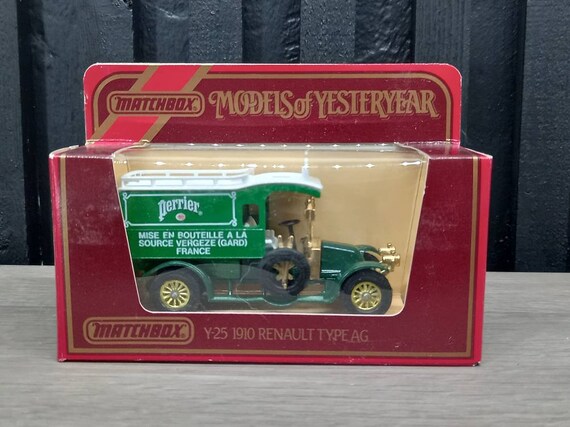 MATCHBOX
MODELS of YESTERYEAR
perrier
MISE EN BOUTEILLE A LA
SOURCE VERGEZE (GARD)
FRANCE
MATCHBOX
Y-25 1910 RENAULT TYPE AG